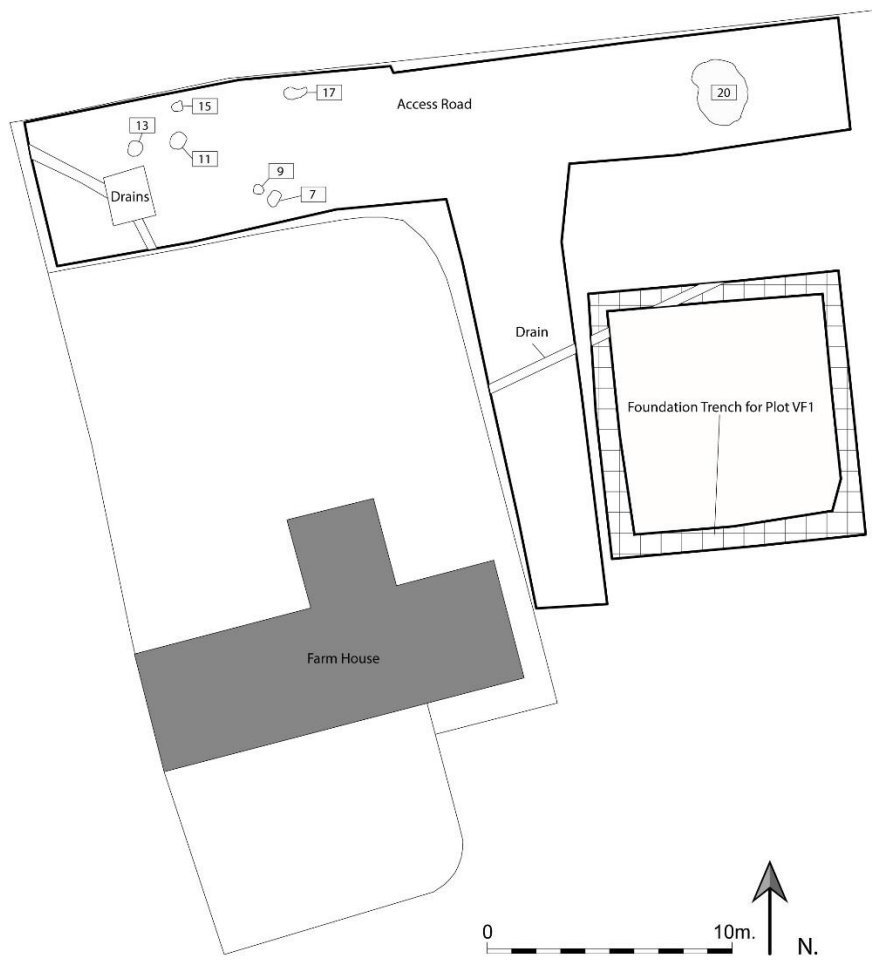 17
20
15
Access Road
13
11
9
7
Drains
Drain
Foundation Trench for Plot VF1
Farm House
0 10m.
N.